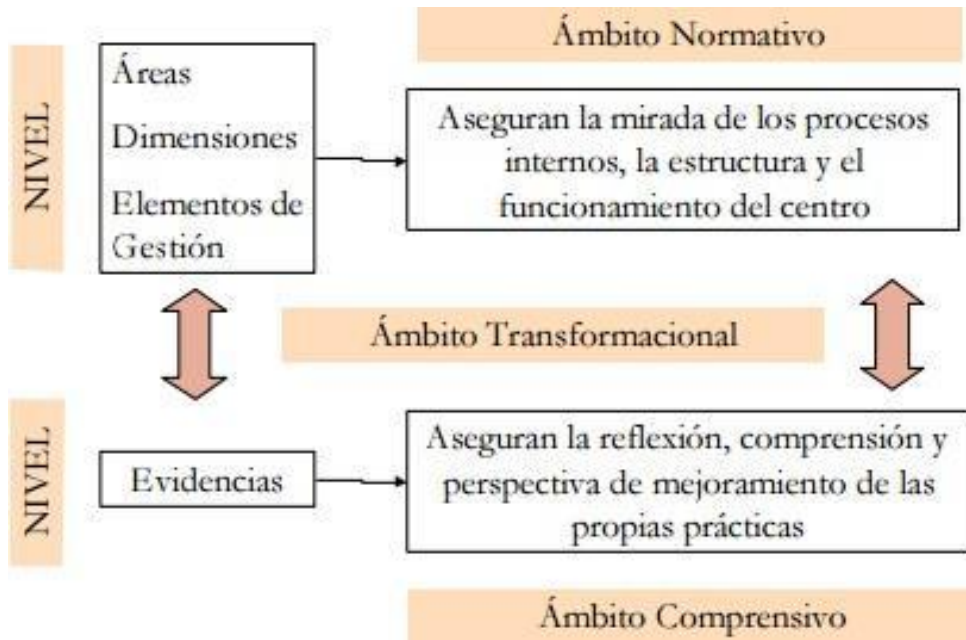 Ámbito Normativo
NIVEL
Áreas
Dimensiones
Elementos de
Gestión
Aseguran la mirada de los procesos
internos, la estructura y el
funcionamiento del centro
Ámbito Transformacional
NIVEL
Evidencias
Aseguran la reflexión, comprensión y
perspectiva de mejoramiento de las
propias prácticas
Ámbito Comprensivo